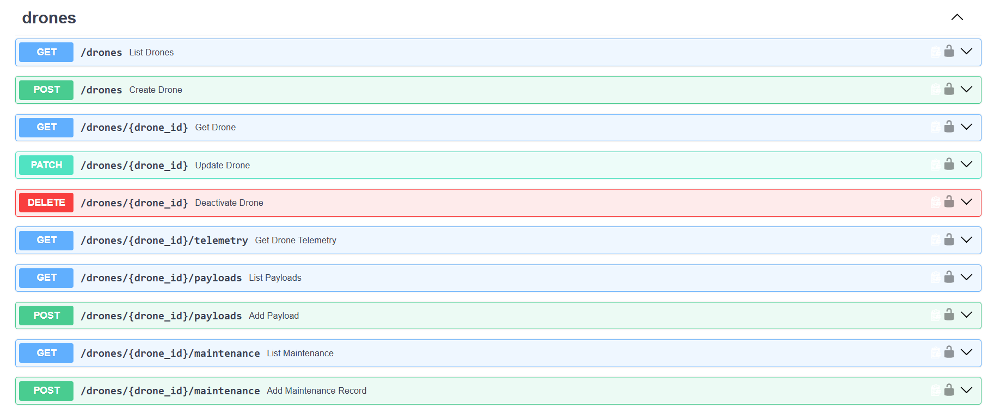 drones
GET /drones List Drones
POST /drones Create Drone
GET /drones/{drone_id} Get Drone
PATCH /drones/{drone_id} Update Drone
DELETE /drones/{drone_id} Deactivate Drone
GET /drones/{drone_id}/telemetry Get Drone Telemetry
GET /drones/{drone_id}/payloads List Payloads
POST /drones/{drone_id}/payloads Add Payload
GET /drones/{drone_id}/maintenance List Maintenance
POST /drones/{drone_id}/maintenance Add Maintenance Record